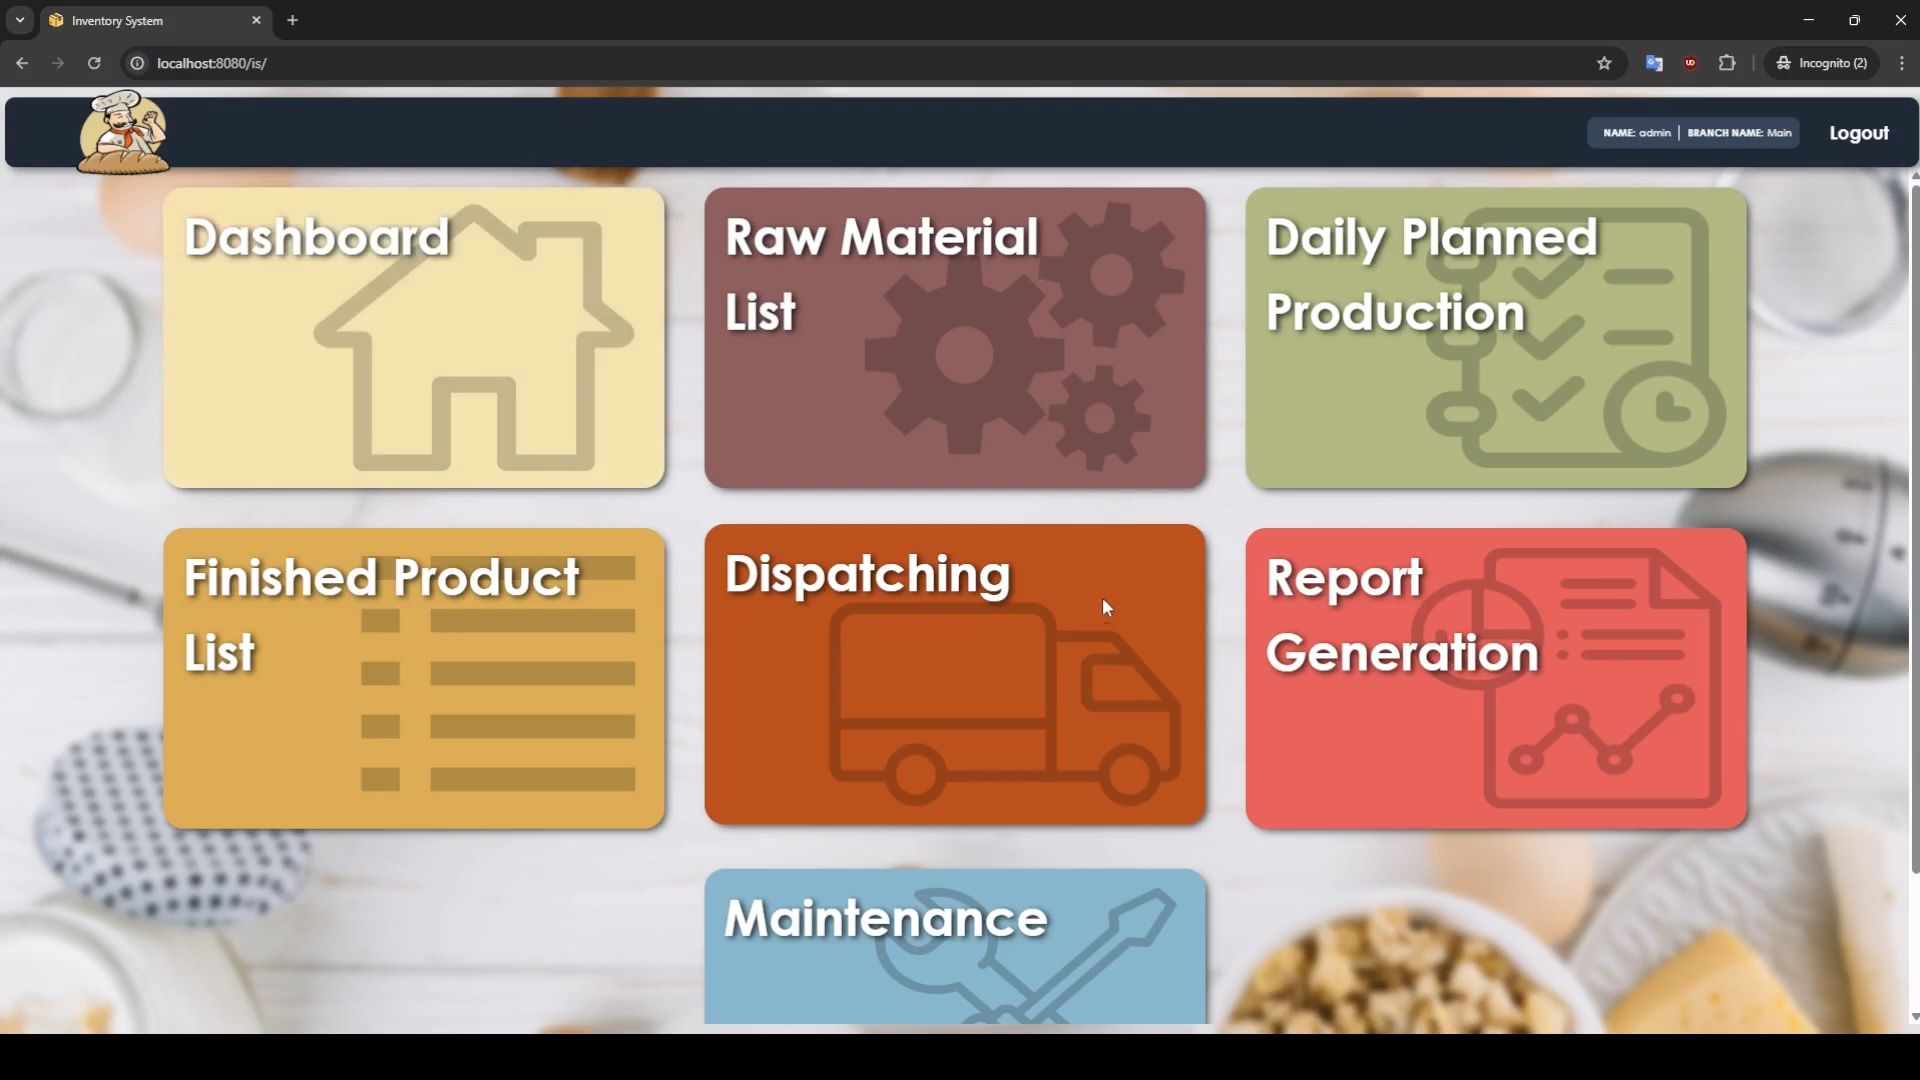 Inventory System
localhost:8080/is/
Incognito (2)
NAME: admin | BRANCH NAME: Main
Logout
Dashboard
Raw Material
List
Daily Planned
Production
Finished Product
List
Dispatching
Report
Generation
Maintenance